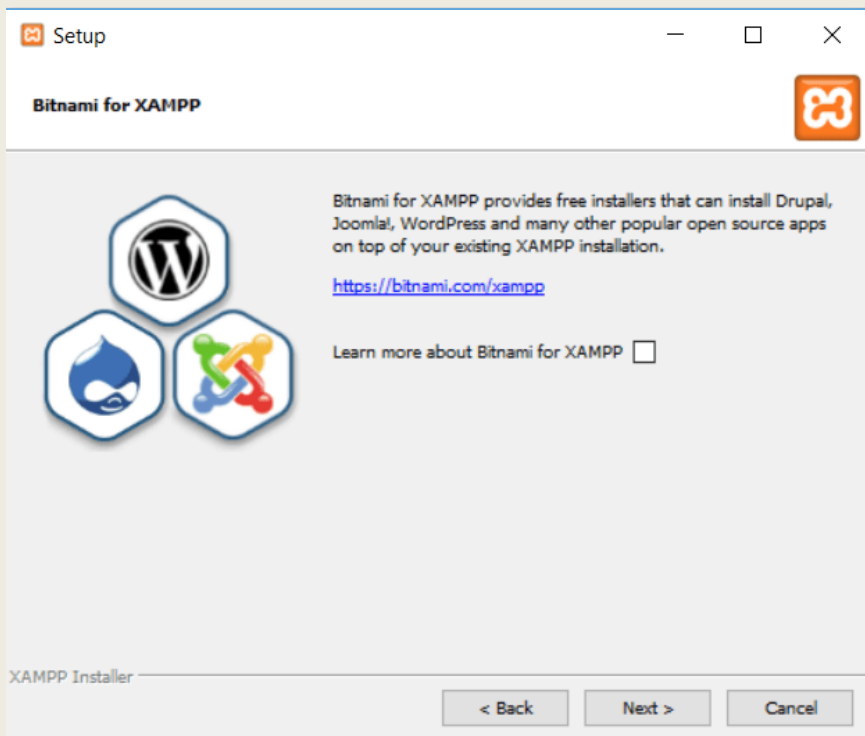 Setup
Bitnami for XAMPP
Bitnami for XAMPP provides free installers that can install Drupal,
Joomla!, WordPress and many other popular open source apps
on top of your existing XAMPP installation.
https://bitnami.com/xampp
Learn more about Bitnami for XAMPP
XAMPP Installer
< Back
Next >
Cancel